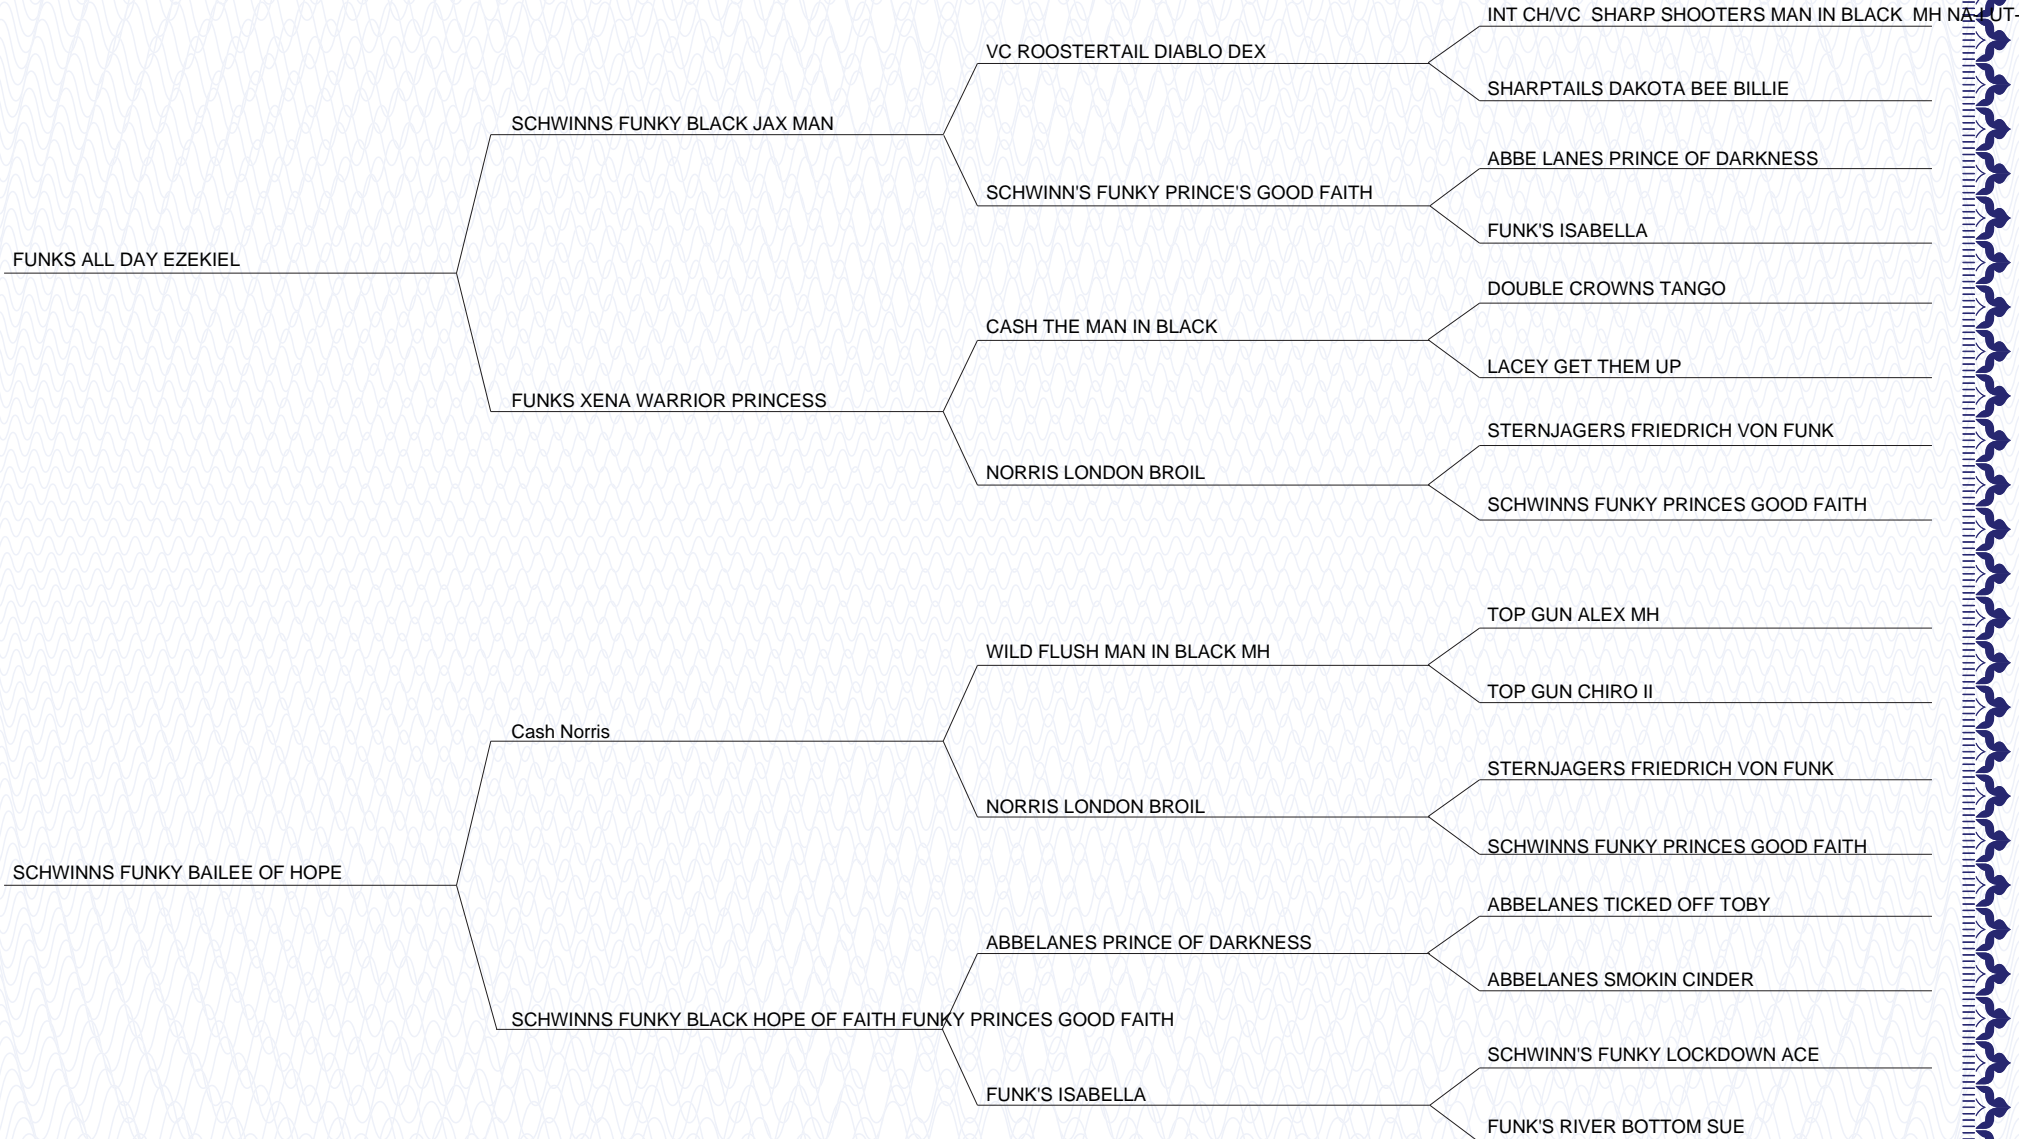 INT CH/VC  SHARP SHOOTERS MAN IN BLACK  MH NA-I UT-
VC ROOSTERTAIL DIABLO DEX
SHARPTAILS DAKOTA BEE BILLIE
SCHWINNS FUNKY BLACK JAX MAN
ABBE LANES PRINCE OF DARKNESS
SCHWINN'S FUNKY PRINCE'S GOOD FAITH
FUNK'S ISABELLA
FUNKS ALL DAY EZEKIEL
DOUBLE CROWNS TANGO
CASH THE MAN IN BLACK
LACEY GET THEM UP
FUNKS XENA WARRIOR PRINCESS
STERNJAGERS FRIEDRICH VON FUNK
NORRIS LONDON BROIL
SCHWINNS FUNKY PRINCES GOOD FAITH
TOP GUN ALEX MH
WILD FLUSH MAN IN BLACK MH
TOP GUN CHIRO II
Cash Norris
STERNJAGERS FRIEDRICH VON FUNK
NORRIS LONDON BROIL
SCHWINNS FUNKY PRINCES GOOD FAITH
SCHWINNS FUNKY BAILEE OF HOPE
ABBELANES TICKED OFF TOBY
ABBELANES PRINCE OF DARKNESS
ABBELANES SMOKIN CINDER
SCHWINNS FUNKY BLACK HOPE OF FAITH FUNKY PRINCES GOOD FAITH
SCHWINN'S FUNKY LOCKDOWN ACE
FUNK'S ISABELLA
FUNK'S RIVER BOTTOM SUE